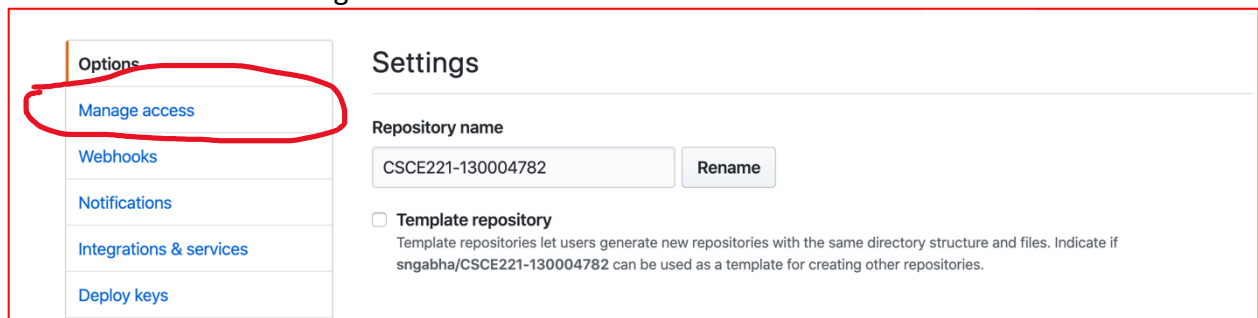 Options
Manage access
Webhooks
Notifications
Integrations & services
Deploy keys
Settings
Repository name
CSCE221-130004782
Rename
Template repository
Template repositories let users generate new repositories with the same directory structure and files. Indicate if
sngabha/CSCE221-130004782 can be used as a template for creating other repositories.